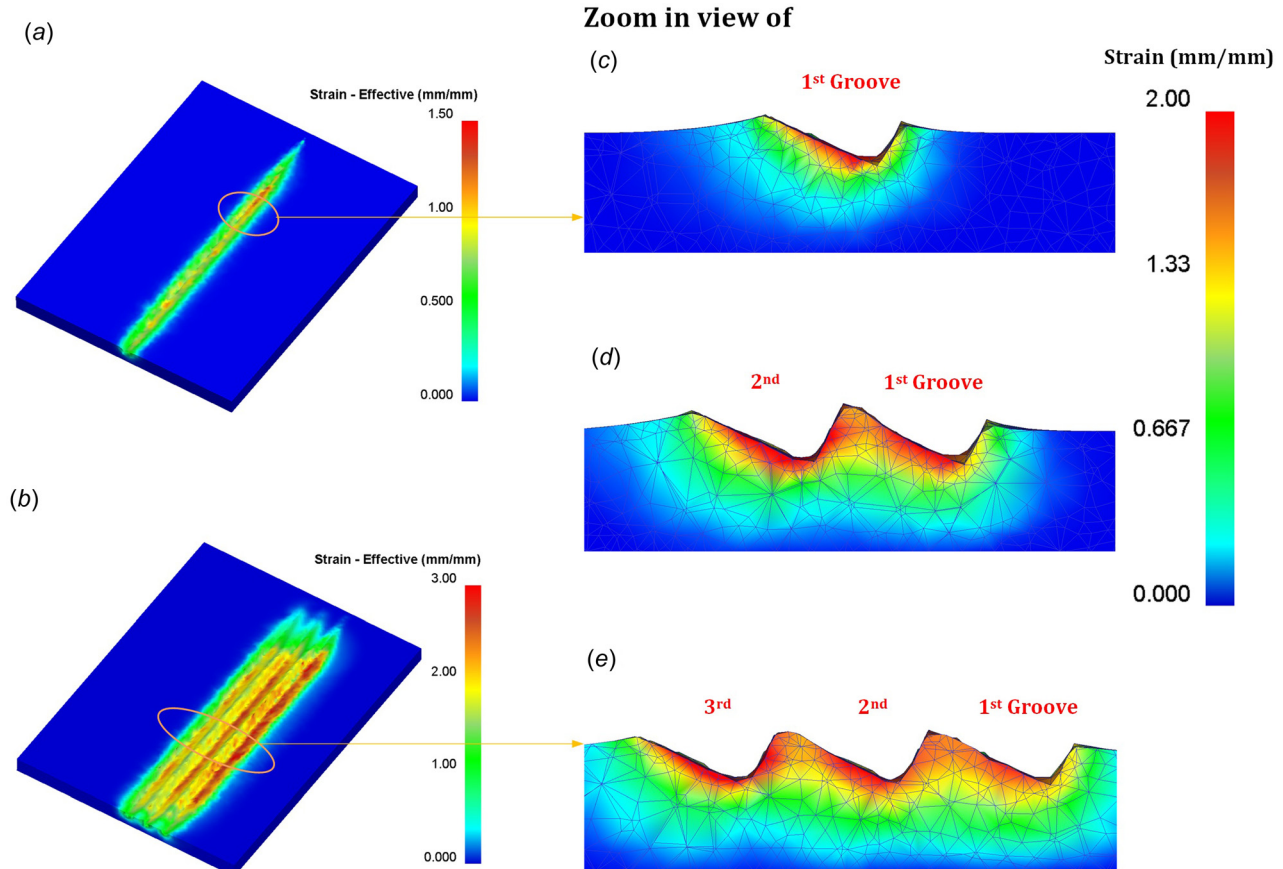 Zoom in view of
(a)
Strain - Effective (mm/mm)
1.50
1.00
0.500
0.000
(b)
Strain - Effective (mm/mm)
3.00
2.00
1.00
0.000
(c)
1st Groove
(d)
2nd 1st Groove
(e)
3rd 2nd 1st Groove
Strain (mm/mm)
2.00
1.33
0.667
0.000